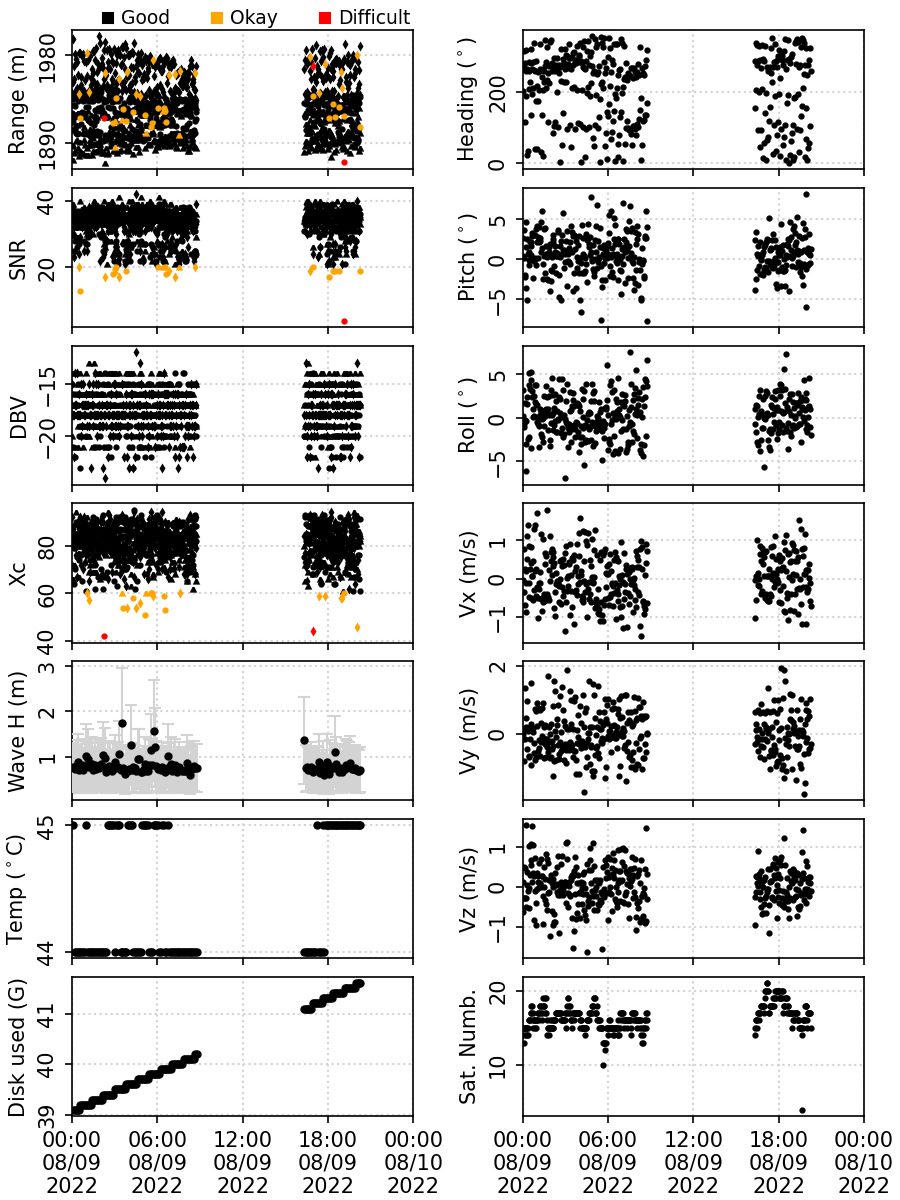 Good Okay Difficult
Range (m)
1980
1890
Heading (°)
200
0
SNR
40
20
Pitch (°)
5
0
−5
DBV
−15
−20
Roll (°)
5
0
−5
Xc
80
60
40
Vx (m/s)
1
0
−1
Wave H (m)
3
2
1
Vy (m/s)
2
0
Temp (°C)
45
44
Vz (m/s)
1
0
−1
Disk used (G)
41
40
39
Sat. Numb.
20
10
00:00 06:00 12:00 18:00 00:00
08/09 08/09 08/09 08/09 08/10
2022 2022 2022 2022 2022
00:00 06:00 12:00 18:00 00:00
08/09 08/09 08/09 08/09 08/10
2022 2022 2022 2022 2022